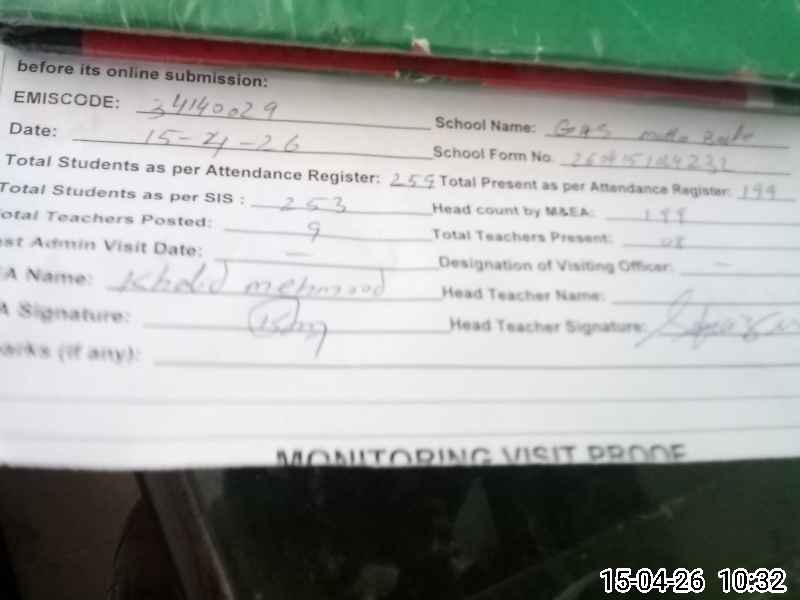 before its online submission:
EMISCODE: 34140029 School Name: GHS
Date: 15-4-26 School Form No.
Total Students as per Attendance Register: 259 Total Present as per Attendance Register: 199
Total Students as per SIS : 253 Head count by M&EA: 199
Total Teachers Posted: 9 Total Teachers Present: 08
st Admin Visit Date: — Designation of Visiting Officer: —
A Name: Khalid mehmood Head Teacher Name:
A Signature: Head Teacher Signature:
arks (if any):
MONITORING VISIT PROOF
15-04-26 10:32